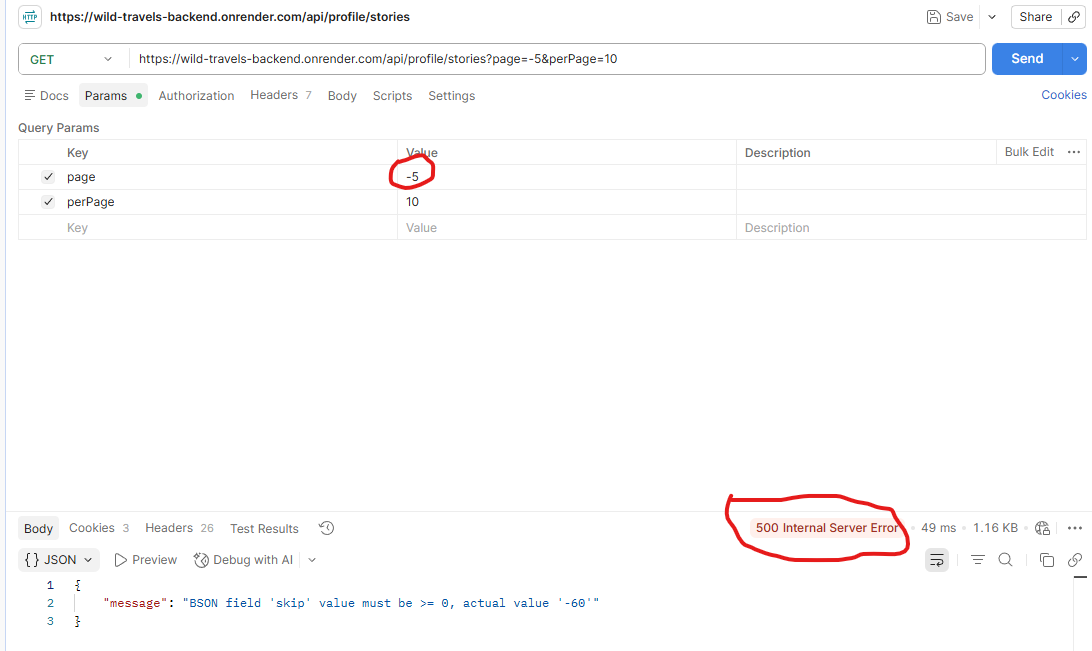 HTTP https://wild-travels-backend.onrender.com/api/profile/stories Save Share
GET https://wild-travels-backend.onrender.com/api/profile/stories?page=-5&perPage=10 Send
Docs Params Authorization Headers 7 Body Scripts Settings Cookies
Query Params
Key Value Description Bulk Edit
page -5
perPage 10
Key Value Description
Body Cookies 3 Headers 26 Test Results 500 Internal Server Error 49 ms 1.16 KB
{} JSON Preview Debug with AI
1 {
2 "message": "BSON field 'skip' value must be >= 0, actual value '-60'"
3 }